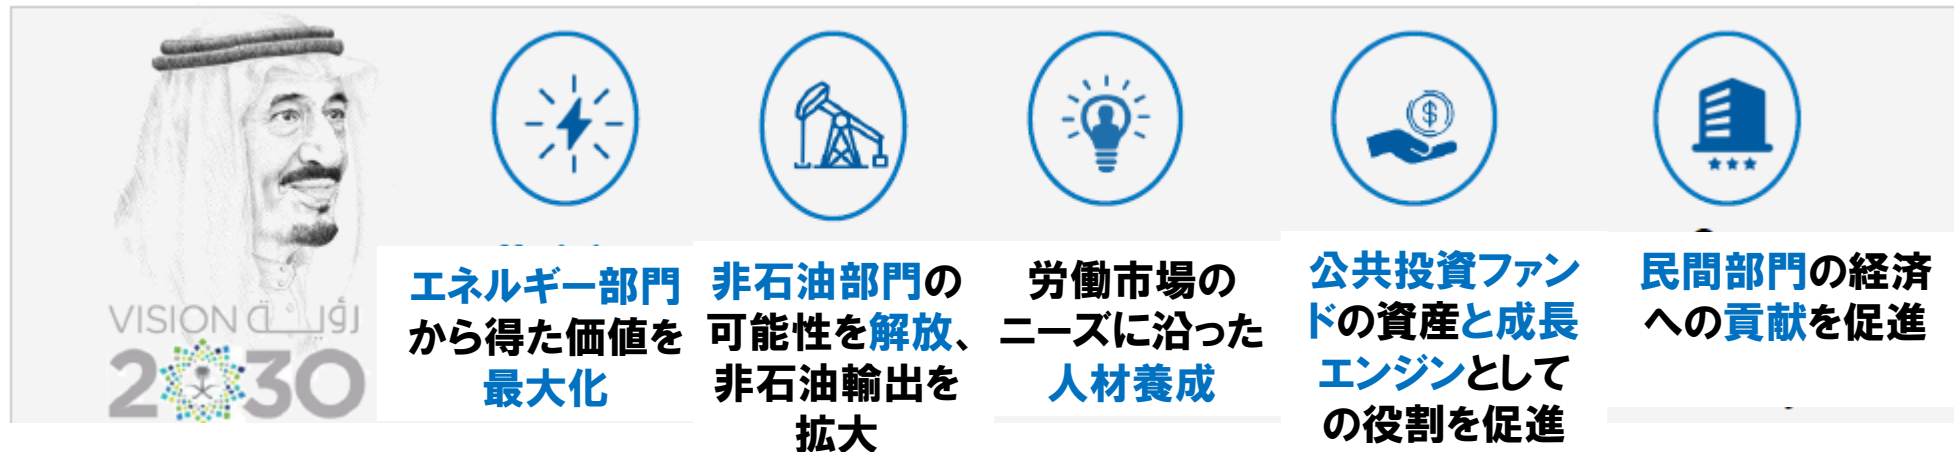 VISION رؤيـــة
2030
エネルギー部門
から得た価値を
最大化
非石油部門の
可能性を解放、
非石油輸出を
拡大
労働市場の
ニーズに沿った
人材養成
公共投資ファン
ドの資産と成長
エンジンとして
の役割を促進
民間部門の経済
への貢献を促進